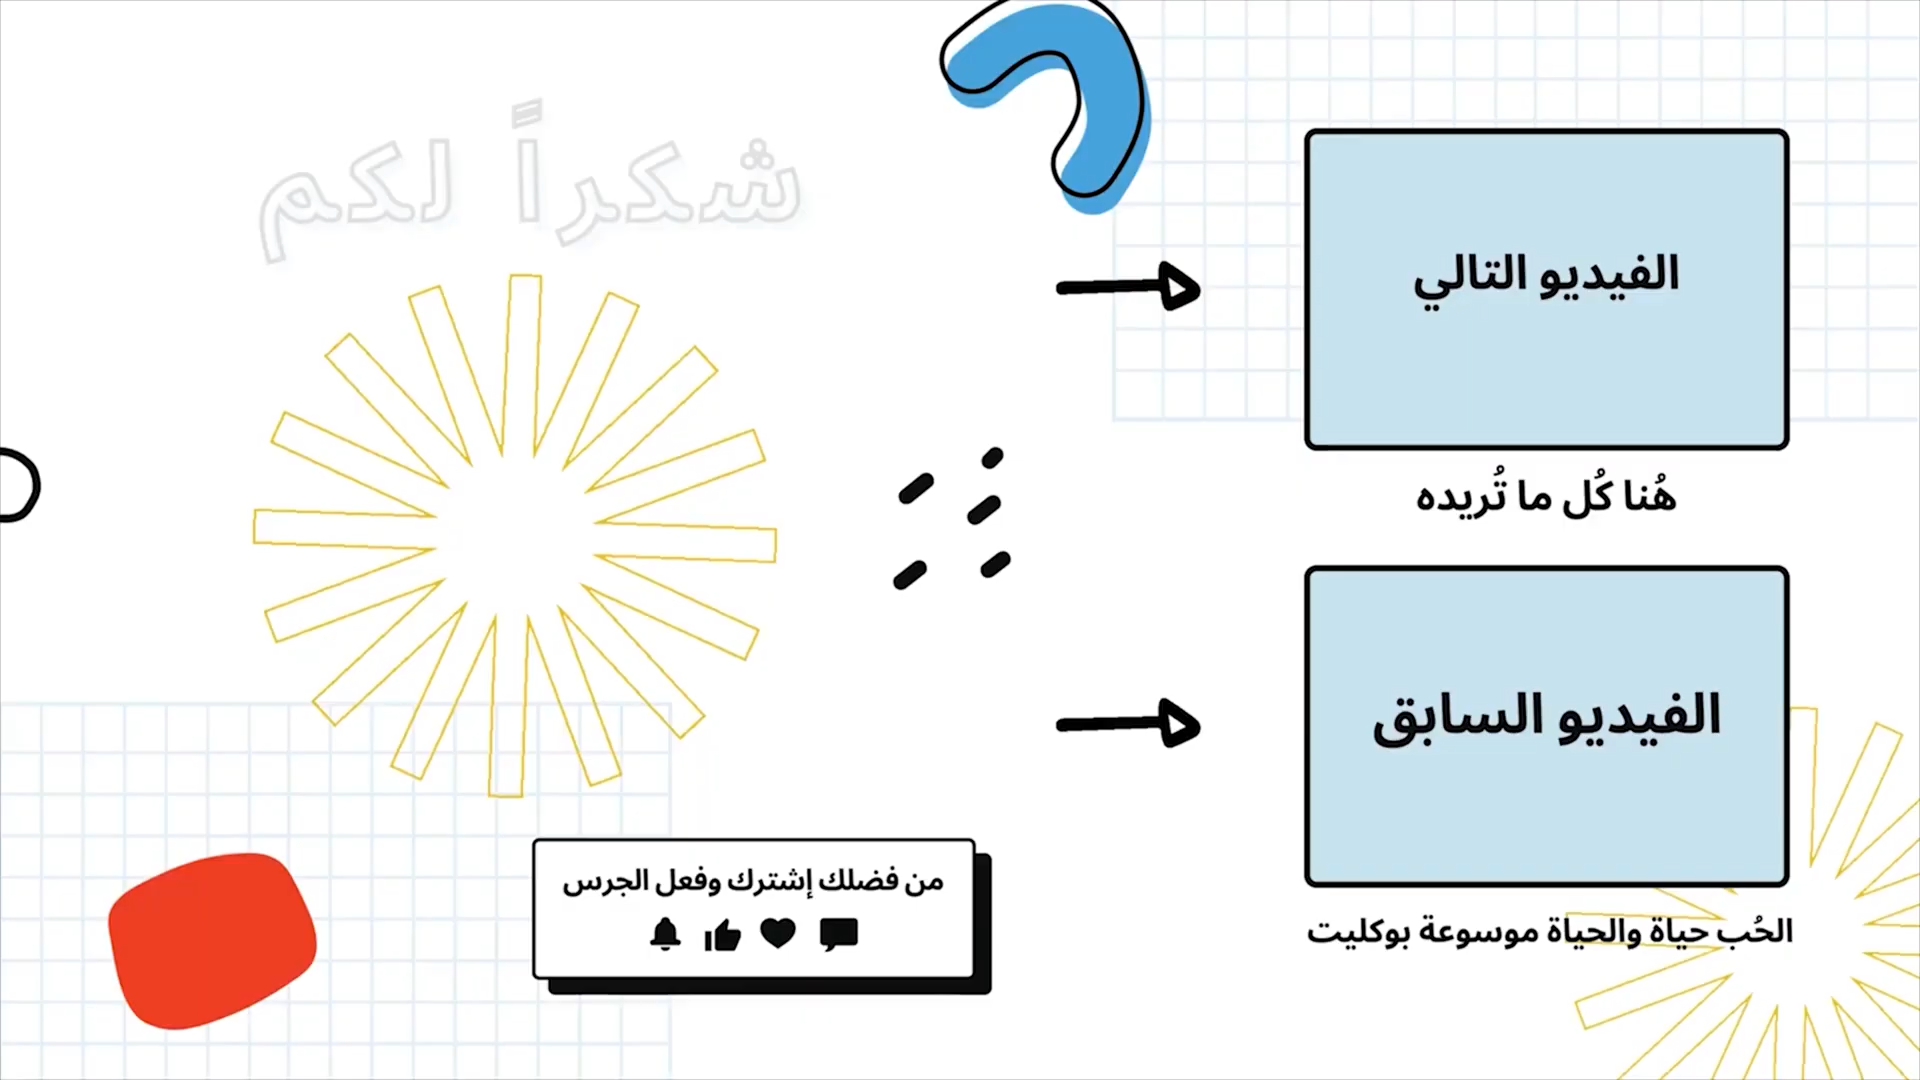 شكراً لكم
الفيديو التالي
هُنا كُل ما تُريده
الفيديو السابق
الحُب حياة والحياة موسوعة بوكليت
من فضلك إشترك وفعل الجرس